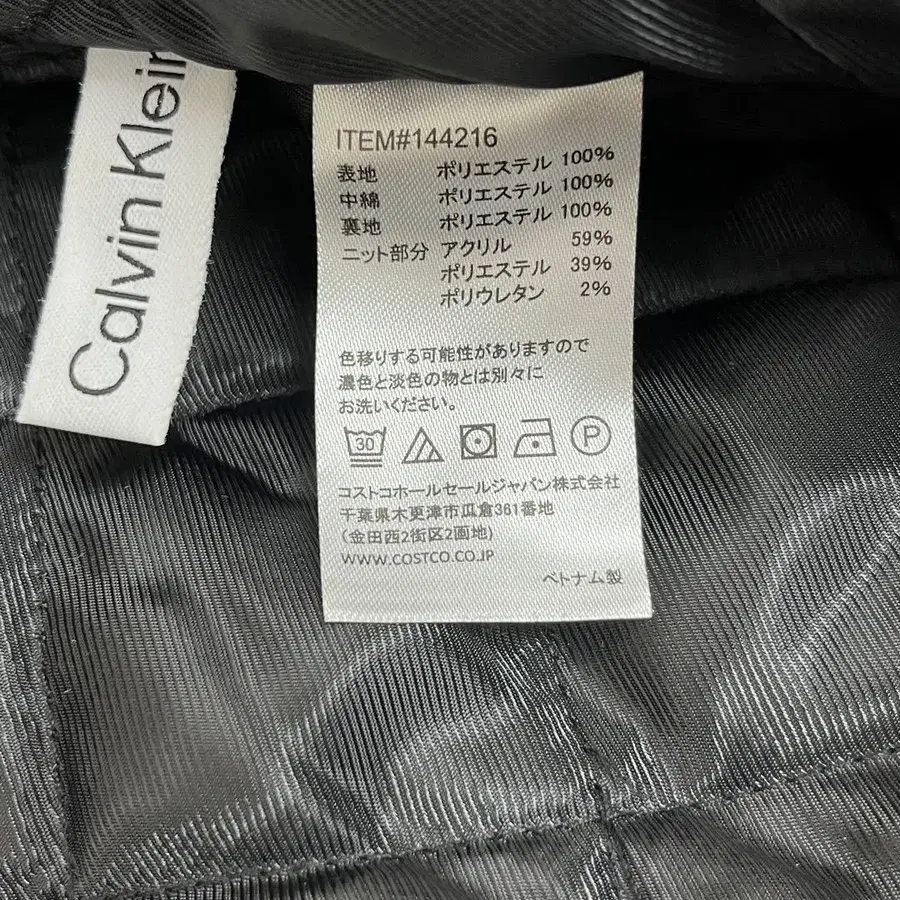 Calvin Klein
ITEM#144216
表地 ポリエステル 100%
中綿 ポリエステル 100%
裏地 ポリエステル 100%
ニット部分 アクリル 59%
ポリエステル 39%
ポリウレタン 2%
色移りする可能性がありますので
濃色と淡色の物とは別々に
お洗いください。
30
P
コストコホールセールジャパン株式会社
千葉県木更津市瓜倉361番地
(金田西2街区2画地)
WWW.COSTCO.CO.JP
ベトナム製